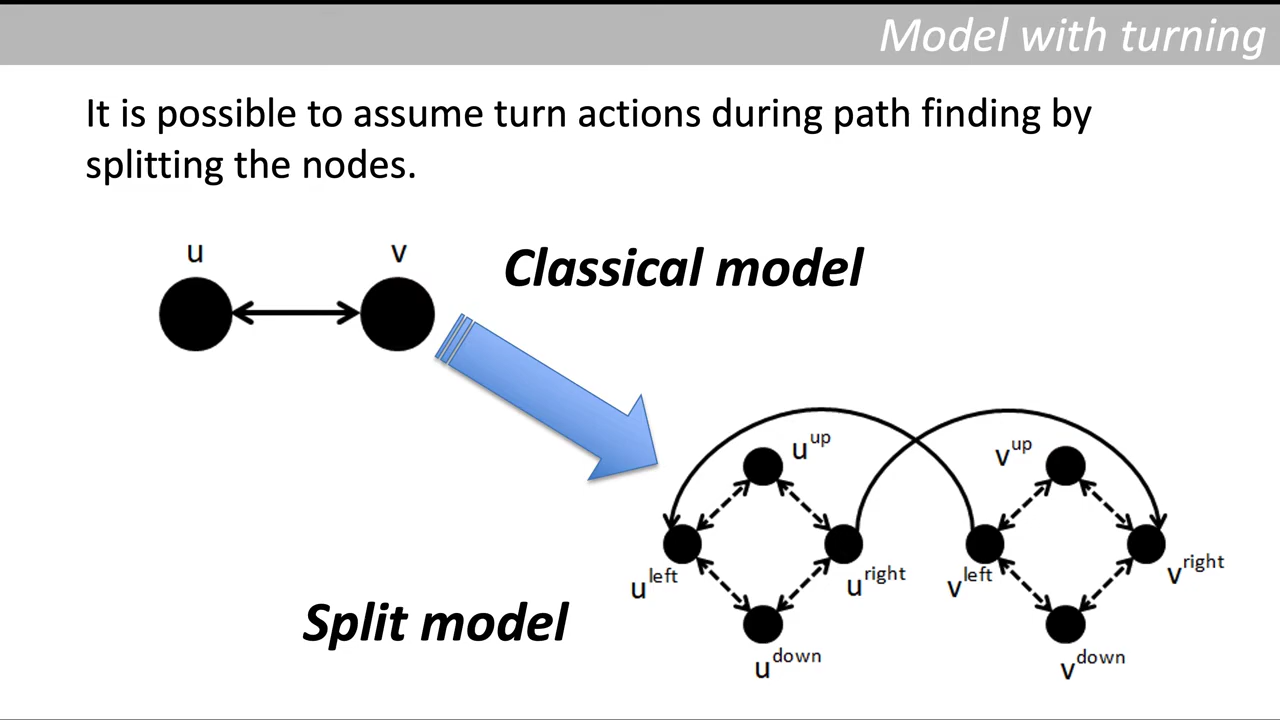 Model with turning
It is possible to assume turn actions during path finding by
splitting the nodes.
u
v
Classical model
u up
v up
u left
u right
v left
v right
Split model
u down
v down